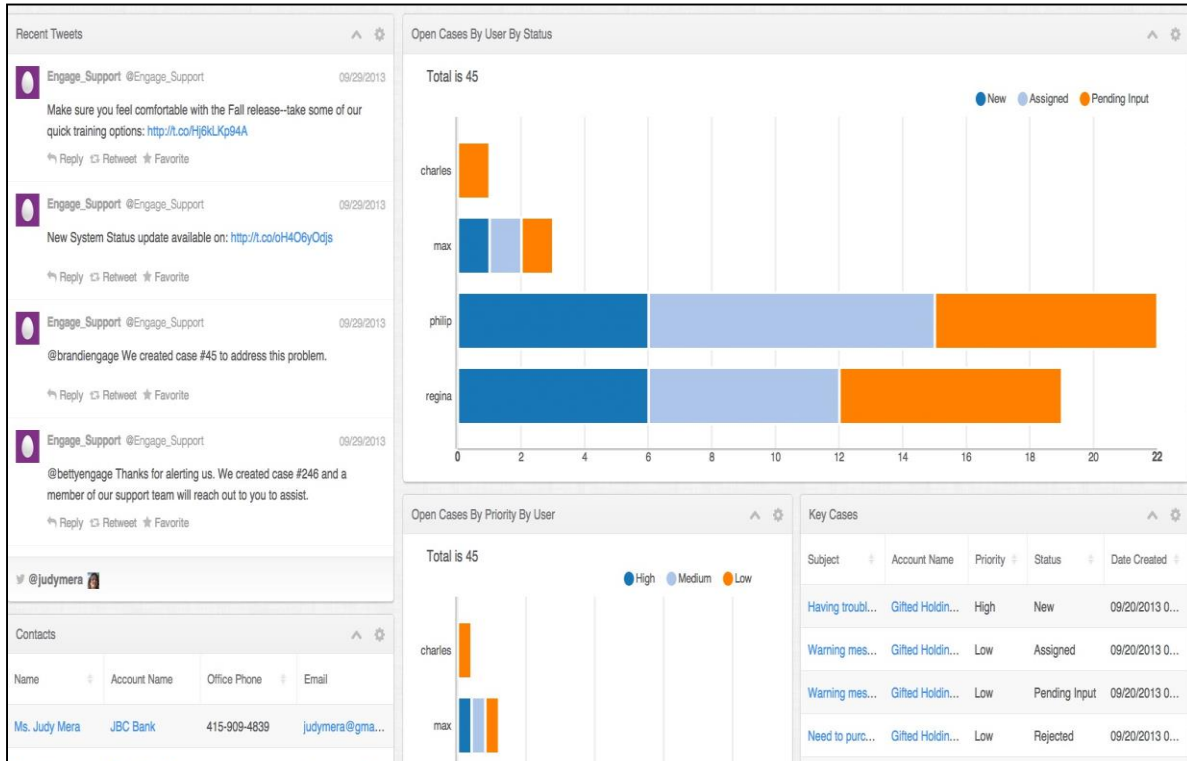 Recent Tweets
Engage_Support @Engage_Support 09/29/2013
Make sure you feel comfortable with the Fall release--take some of our
quick training options: http://t.co/Hj6kLKp94A
Reply Retweet Favorite
Engage_Support @Engage_Support 09/29/2013
New System Status update available on: http://t.co/oH4O6yOdjs
Reply Retweet Favorite
Engage_Support @Engage_Support 09/29/2013
@brandiengage We created case #45 to address this problem.
Reply Retweet Favorite
Engage_Support @Engage_Support 09/29/2013
@bettyengage Thanks for alerting us. We created case #246 and a
member of our support team will reach out to you to assist.
Reply Retweet Favorite
@judymera
Contacts
Name Account Name Office Phone Email
Ms. Judy Mera JBC Bank 415-909-4839 judymera@gma...
Open Cases By User By Status
Total is 45
New Assigned Pending Input
charles
max
philip
regina
0 2 4 6 8 10 12 14 16 18 20 22
Open Cases By Priority By User
Total is 45
High Medium Low
charles
max
Key Cases
Subject Account Name Priority Status Date Created
Having troubl... Gifted Holdin... High New 09/20/2013 0...
Warning mes... Gifted Holdin... Low Assigned 09/20/2013 0...
Warning mes... Gifted Holdin... Low Pending Input 09/20/2013 0...
Need to purc... Gifted Holdin... Low Rejected 09/20/2013 0...